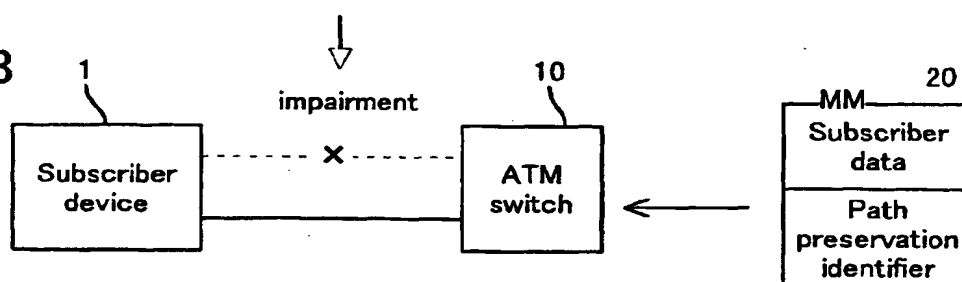 3
1
impairment
10
20
MM
Subscriber
device
ATM
switch
Subscriber
data
Path
preservation
identifier